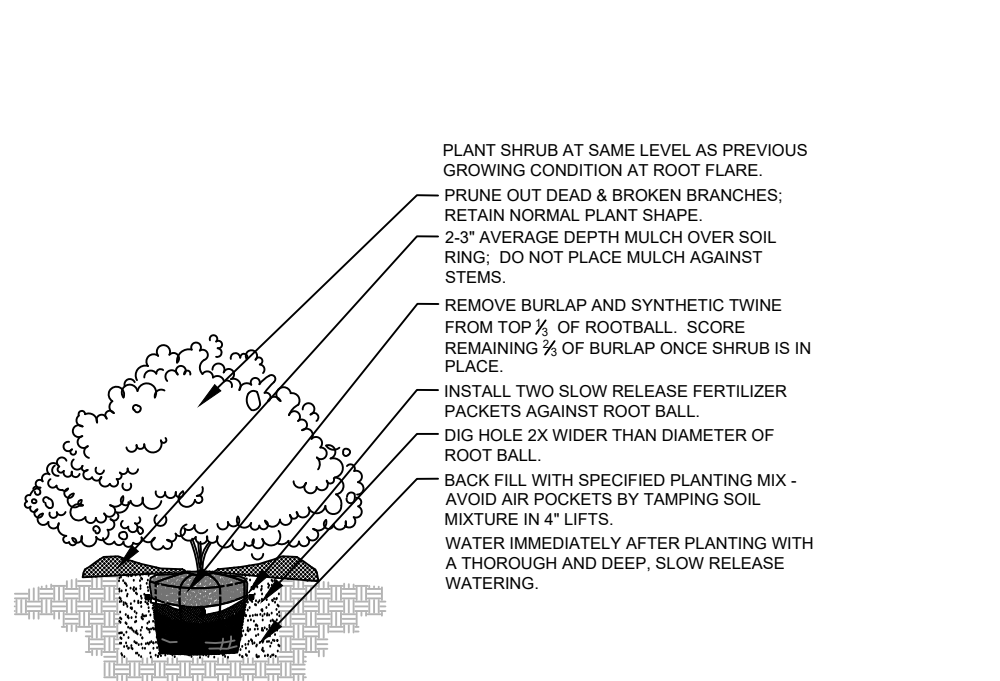 PLANT SHRUB AT SAME LEVEL AS PREVIOUS
GROWING CONDITION AT ROOT FLARE.
PRUNE OUT DEAD & BROKEN BRANCHES;
RETAIN NORMAL PLANT SHAPE.
2-3" AVERAGE DEPTH MULCH OVER SOIL
RING; DO NOT PLACE MULCH AGAINST
STEMS.
REMOVE BURLAP AND SYNTHETIC TWINE
FROM TOP ⅓ OF ROOTBALL. SCORE
REMAINING ⅔ OF BURLAP ONCE SHRUB IS IN
PLACE.
INSTALL TWO SLOW RELEASE FERTILIZER
PACKETS AGAINST ROOT BALL.
DIG HOLE 2X WIDER THAN DIAMETER OF
ROOT BALL.
BACK FILL WITH SPECIFIED PLANTING MIX -
AVOID AIR POCKETS BY TAMPING SOIL
MIXTURE IN 4" LIFTS.
WATER IMMEDIATELY AFTER PLANTING WITH
A THOROUGH AND DEEP, SLOW RELEASE
WATERING.